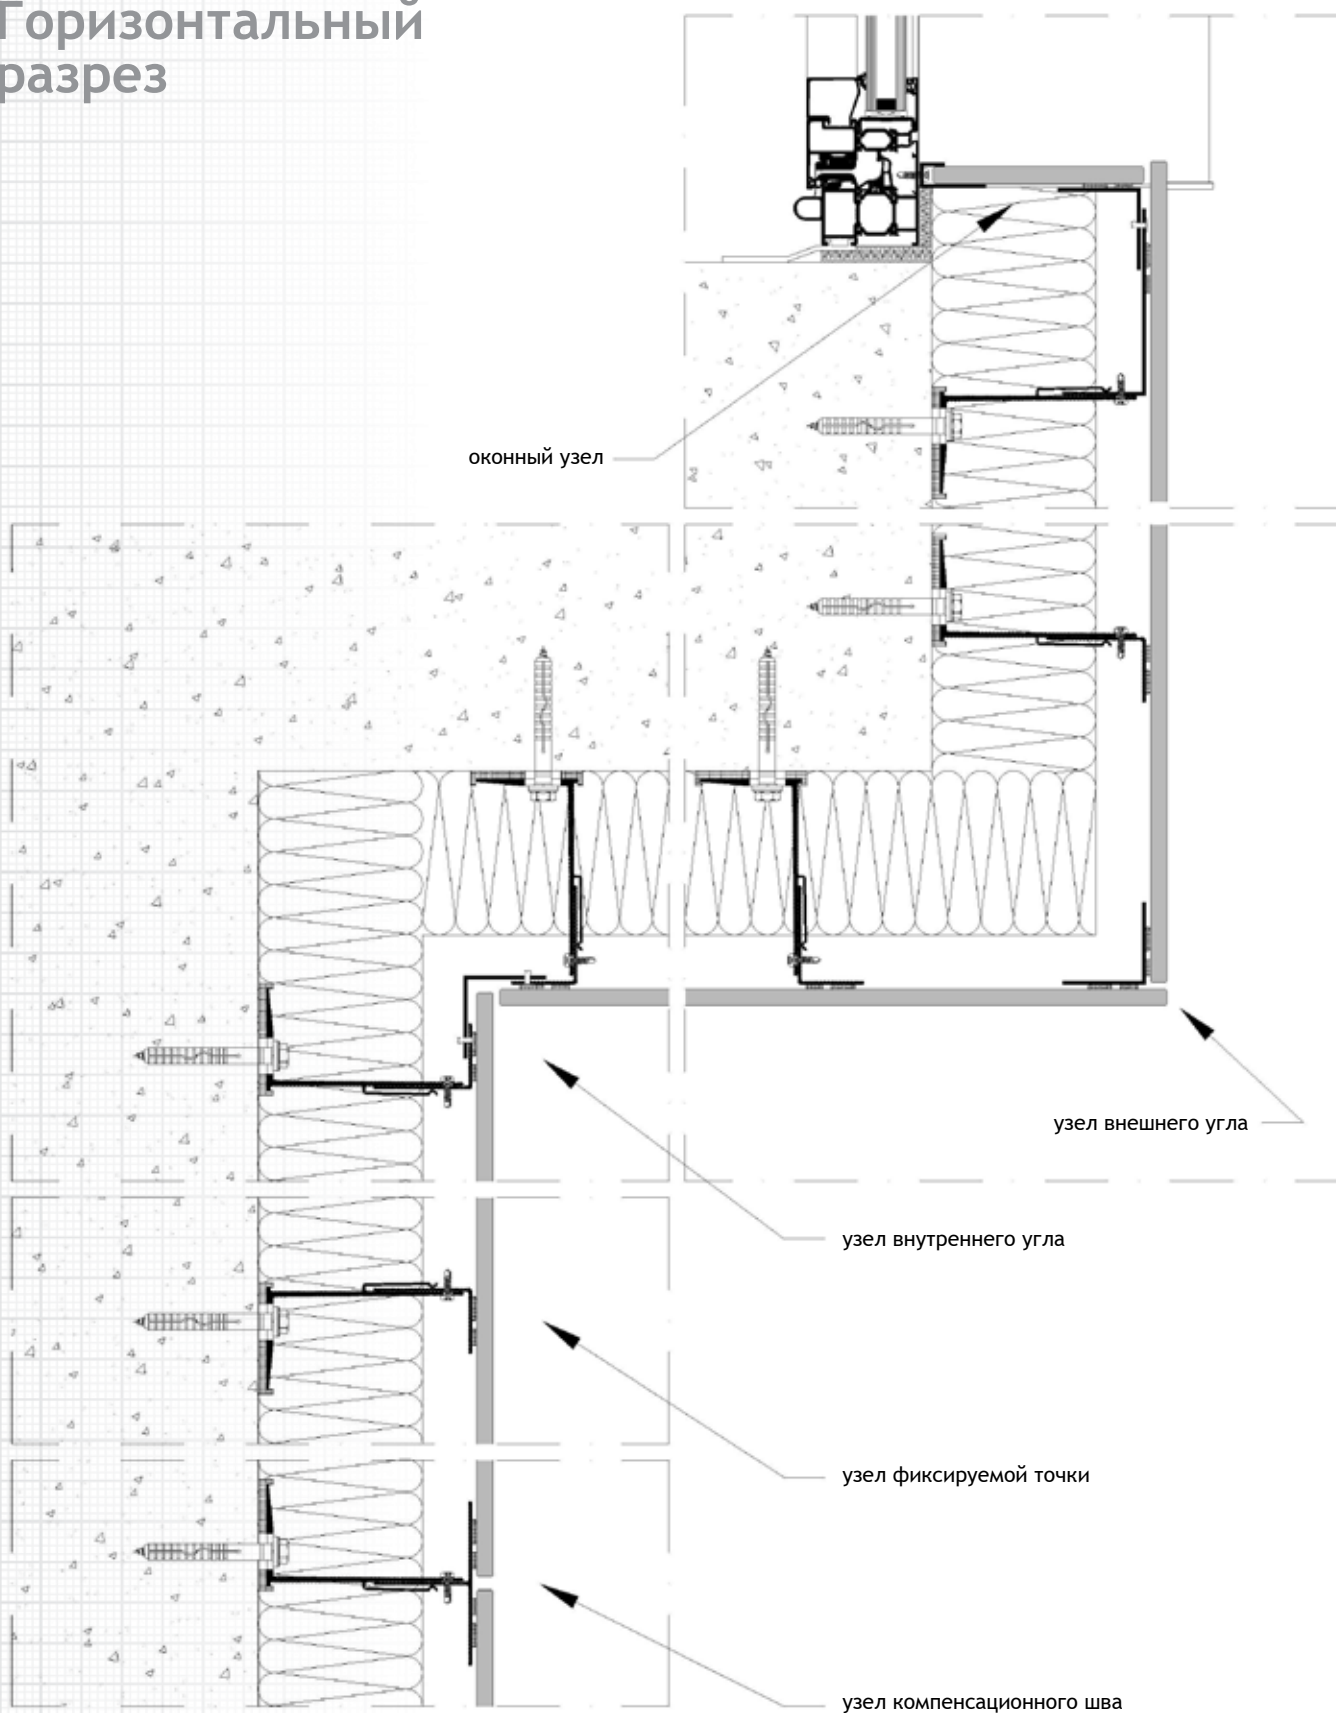 Горизонтальный
разрез
оконный узел
узел внешнего угла
узел внутреннего угла
узел фиксируемой точки
узел компенсационного шва